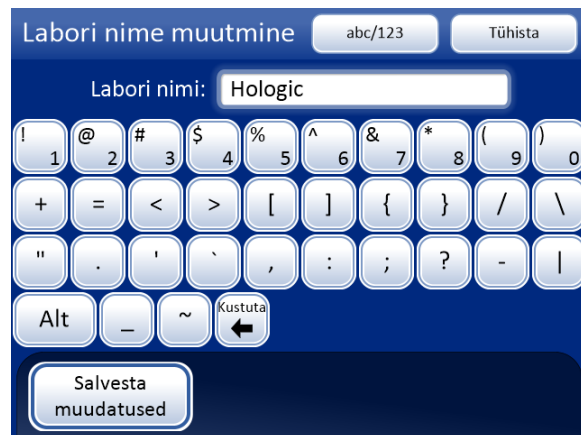 Labori nime muutmine abc/123 Tühista
Labori nimi: Hologic
! 1 @ 2 # 3 $ 4 % 5 ^ 6 & 7 * 8 ( 9 ) 0
+ = < > [ ] { } / \
" . ' ` , : ; ? - |
Alt _ ~ Kustuta
Salvesta
muudatused